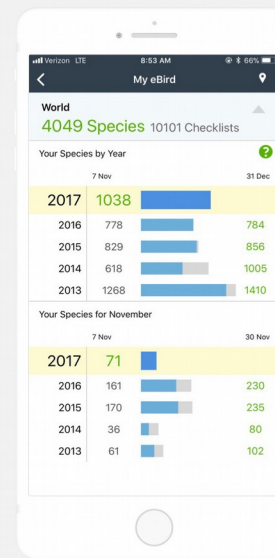 Verizon LTE 8:53 AM 66%
My eBird
World
4049 Species 10101 Checklists
Your Species by Year ?
7 Nov 31 Dec
2017 1038
2016 778 784
2015 829 856
2014 618 1005
2013 1268 1410
Your Species for November
7 Nov 30 Nov
2017 71
2016 161 230
2015 170 235
2014 36 80
2013 61 102